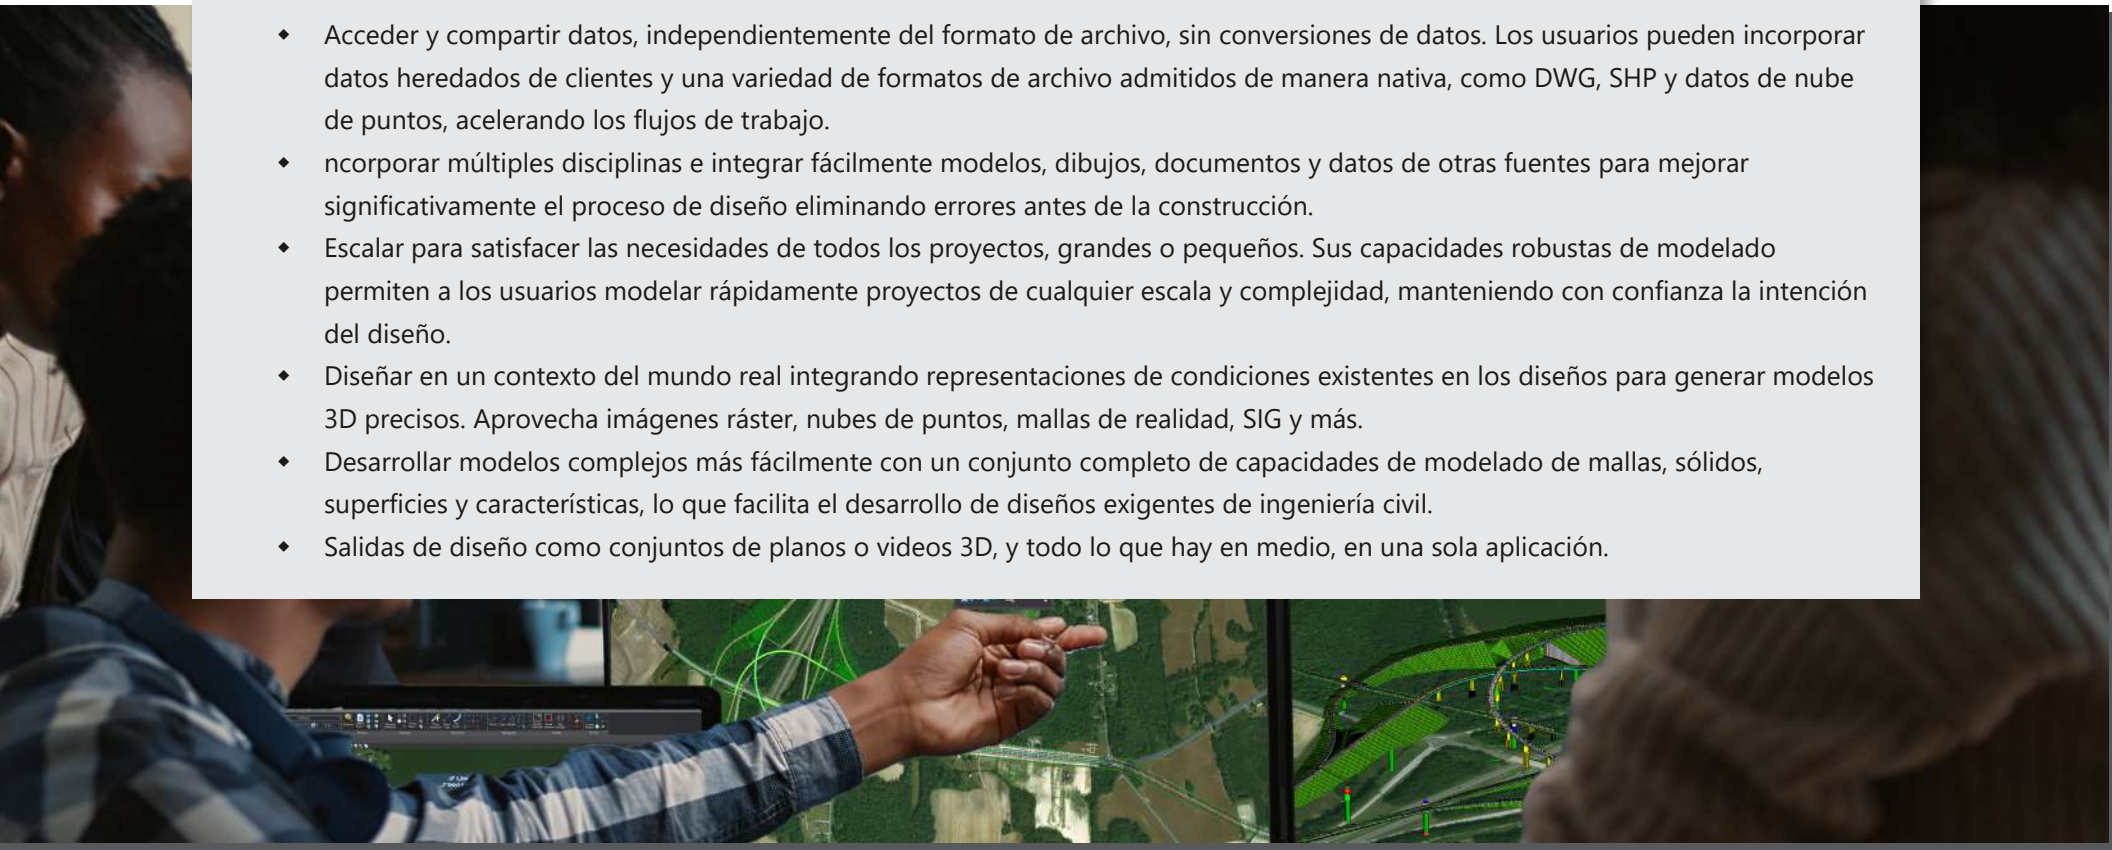 ◆ Acceder y compartir datos, independientemente del formato de archivo, sin conversiones de datos. Los usuarios pueden incorporar
datos heredados de clientes y una variedad de formatos de archivo admitidos de manera nativa, como DWG, SHP y datos de nube
de puntos, acelerando los flujos de trabajo.
◆ ncorporar múltiples disciplinas e integrar fácilmente modelos, dibujos, documentos y datos de otras fuentes para mejorar
significativamente el proceso de diseño eliminando errores antes de la construcción.
◆ Escalar para satisfacer las necesidades de todos los proyectos, grandes o pequeños. Sus capacidades robustas de modelado
permiten a los usuarios modelar rápidamente proyectos de cualquier escala y complejidad, manteniendo con confianza la intención
del diseño.
◆ Diseñar en un contexto del mundo real integrando representaciones de condiciones existentes en los diseños para generar modelos
3D precisos. Aprovecha imágenes ráster, nubes de puntos, mallas de realidad, SIG y más.
◆ Desarrollar modelos complejos más fácilmente con un conjunto completo de capacidades de modelado de mallas, sólidos,
superficies y características, lo que facilita el desarrollo de diseños exigentes de ingeniería civil.
◆ Salidas de diseño como conjuntos de planos o videos 3D, y todo lo que hay en medio, en una sola aplicación.